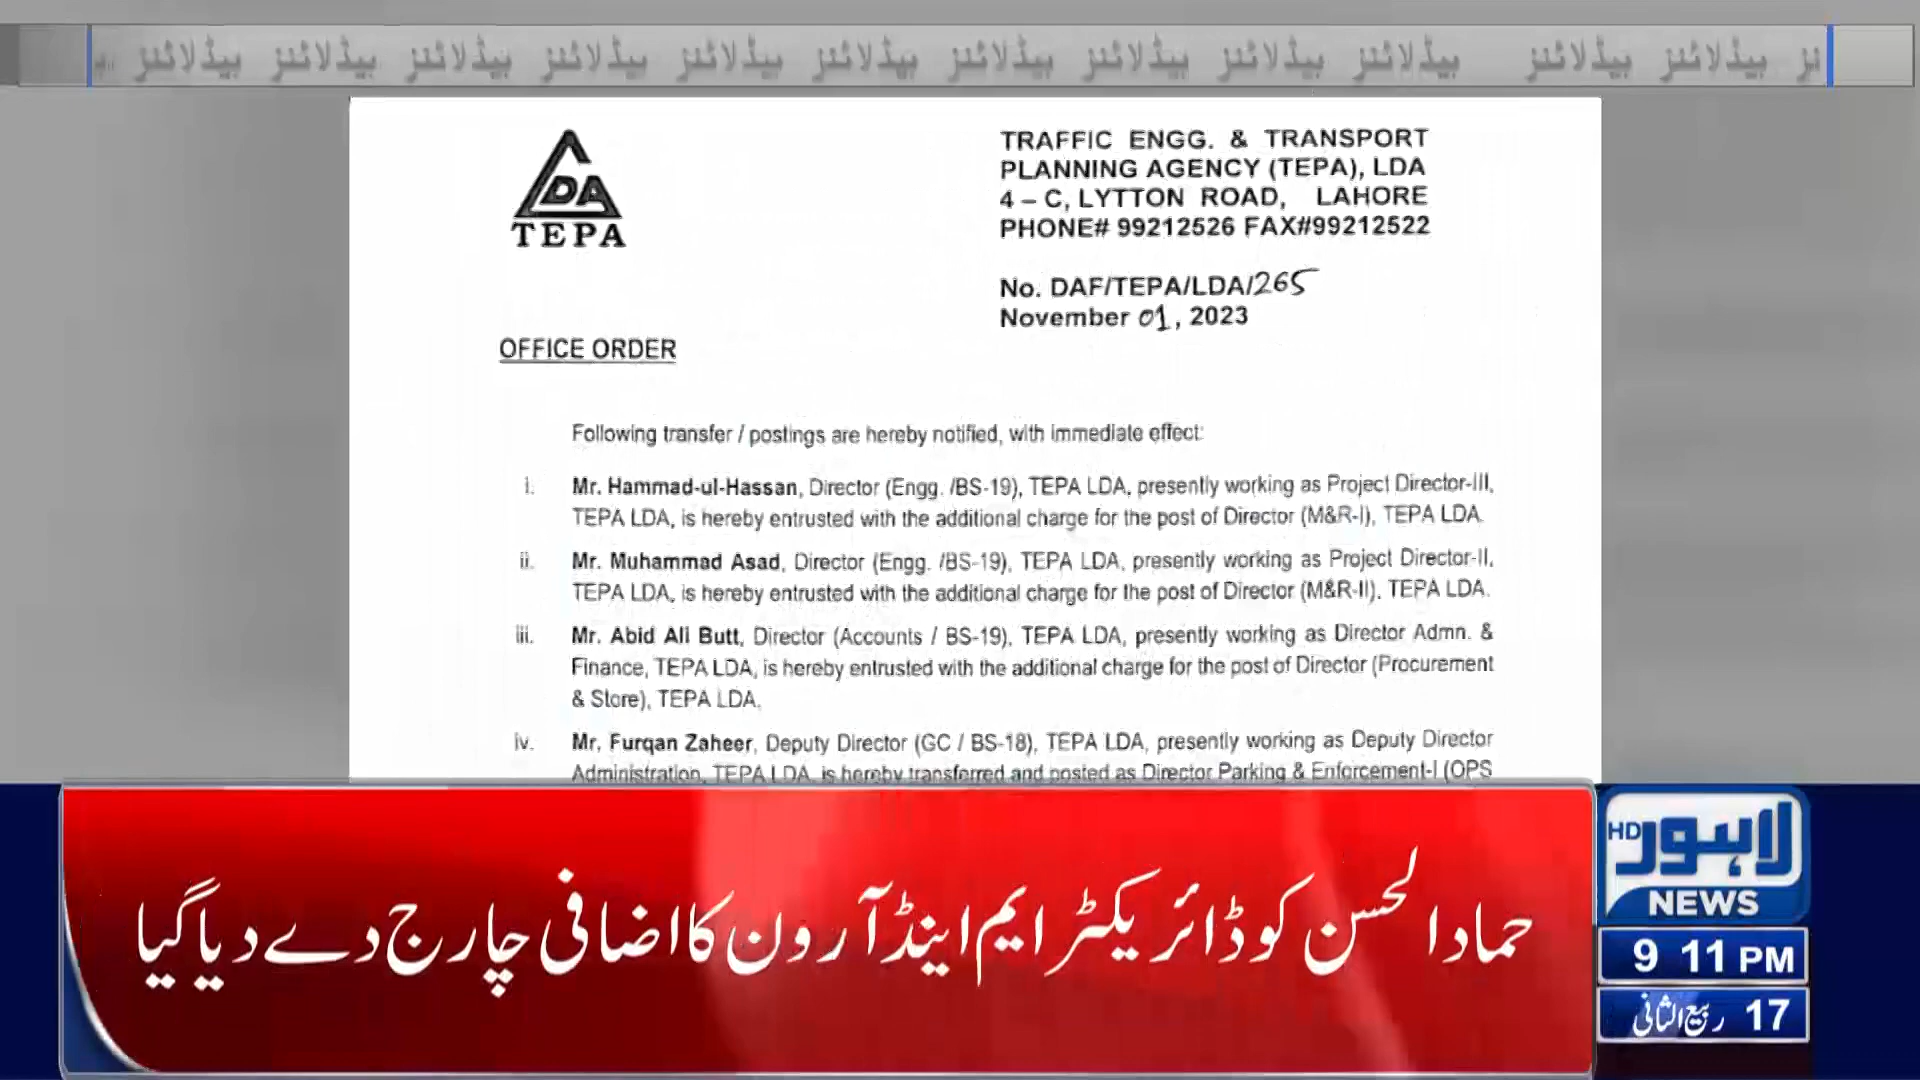 ہیڈلائنز ہیڈلائنز ہیڈلائنز ہیڈلائنز ہیڈلائنز ہیڈلائنز ہیڈلائنز ہیڈلائنز ہیڈلائنز ہیڈلائنز ہیڈلائنز ہیڈلائنز
LDA
TEPA
TRAFFIC ENGG. & TRANSPORT
PLANNING AGENCY (TEPA), LDA
4 – C, LYTTON ROAD, LAHORE
PHONE# 99212526 FAX#99212522
No. DAF/TEPA/LDA/265
November 01, 2023
OFFICE ORDER
Following transfer / postings are hereby notified, with immediate effect:
i. Mr. Hammad-ul-Hassan, Director (Engg. /BS-19), TEPA LDA, presently working as Project Director-III,
TEPA LDA, is hereby entrusted with the additional charge for the post of Director (M&R-I), TEPA LDA.
ii. Mr. Muhammad Asad, Director (Engg. /BS-19), TEPA LDA, presently working as Project Director-II,
TEPA LDA, is hereby entrusted with the additional charge for the post of Director (M&R-II), TEPA LDA.
iii. Mr. Abid Ali Butt, Director (Accounts / BS-19), TEPA LDA, presently working as Director Admn. &
Finance, TEPA LDA, is hereby entrusted with the additional charge for the post of Director (Procurement
& Store), TEPA LDA.
iv. Mr. Furqan Zaheer, Deputy Director (GC / BS-18), TEPA LDA, presently working as Deputy Director
Administration, TEPA LDA, is hereby transferred and posted as Director Parking & Enforcement-I (OPS
حماد الحسن کو ڈائریکٹر ایم اینڈ آر ون کا اضافی چارج دے دیا گیا
لاہور HD
NEWS
9 11 PM
17 ربیع الثانی